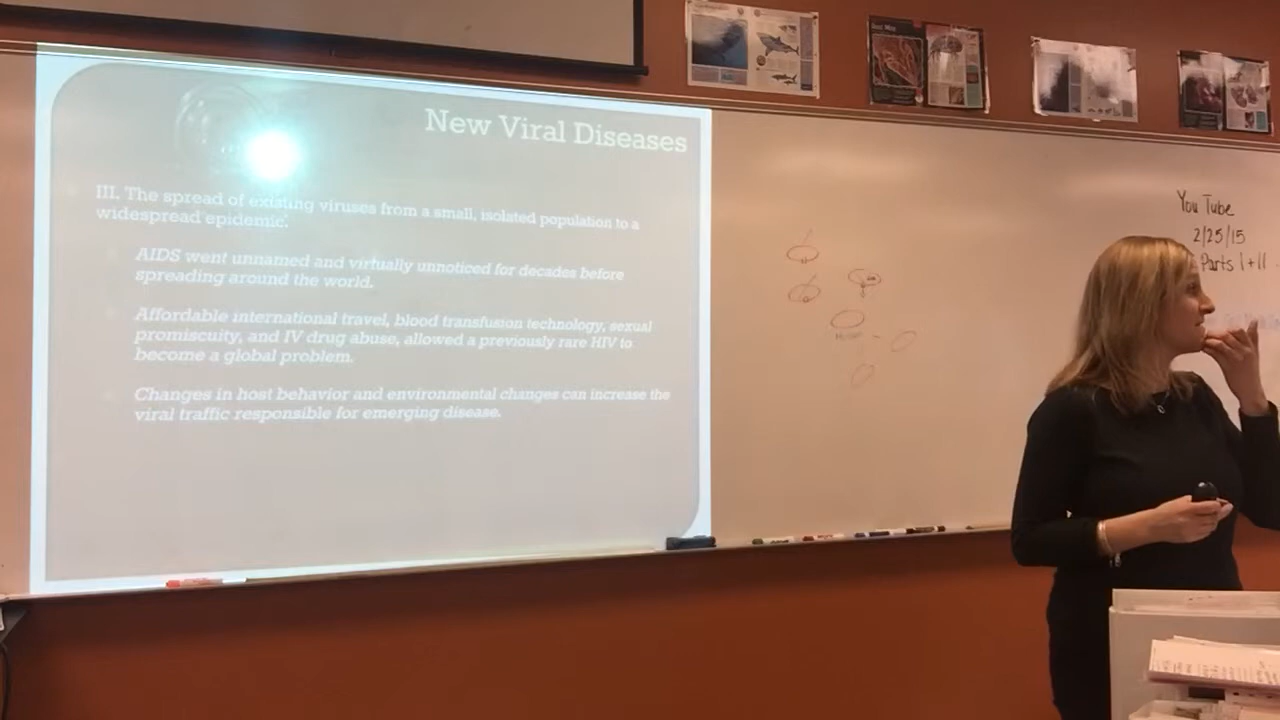 New Viral Diseases
III. The spread of existing viruses from a small, isolated population to a
widespread epidemic.
AIDS went unnamed and virtually unnoticed for decades before
spreading around the world.
Affordable international travel, blood transfusion technology, sexual
promiscuity, and IV drug abuse, allowed a previously rare HIV to
become a global problem.
Changes in host behavior and environmental changes can increase the
viral traffic responsible for emerging disease.
You Tube
2/25/15
Parts I + II